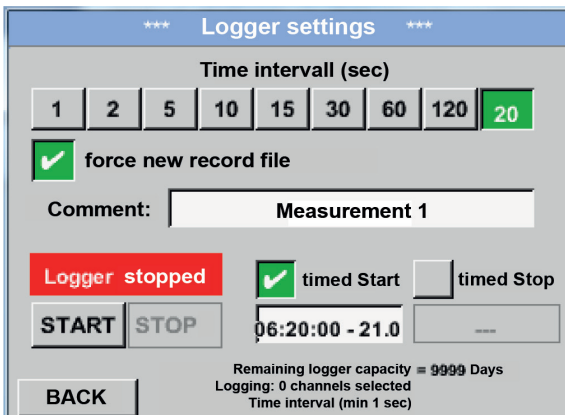 *** Logger settings ***
Time intervall (sec)
1 2 5 10 15 30 60 120 20
force new record file
Comment: Measurement 1
Logger stopped timed Start timed Stop
START STOP 06:20:00 - 21.0 ---
Remaining logger capacity = 9999 Days
Logging: 0 channels selected
BACK Time interval (min 1 sec)